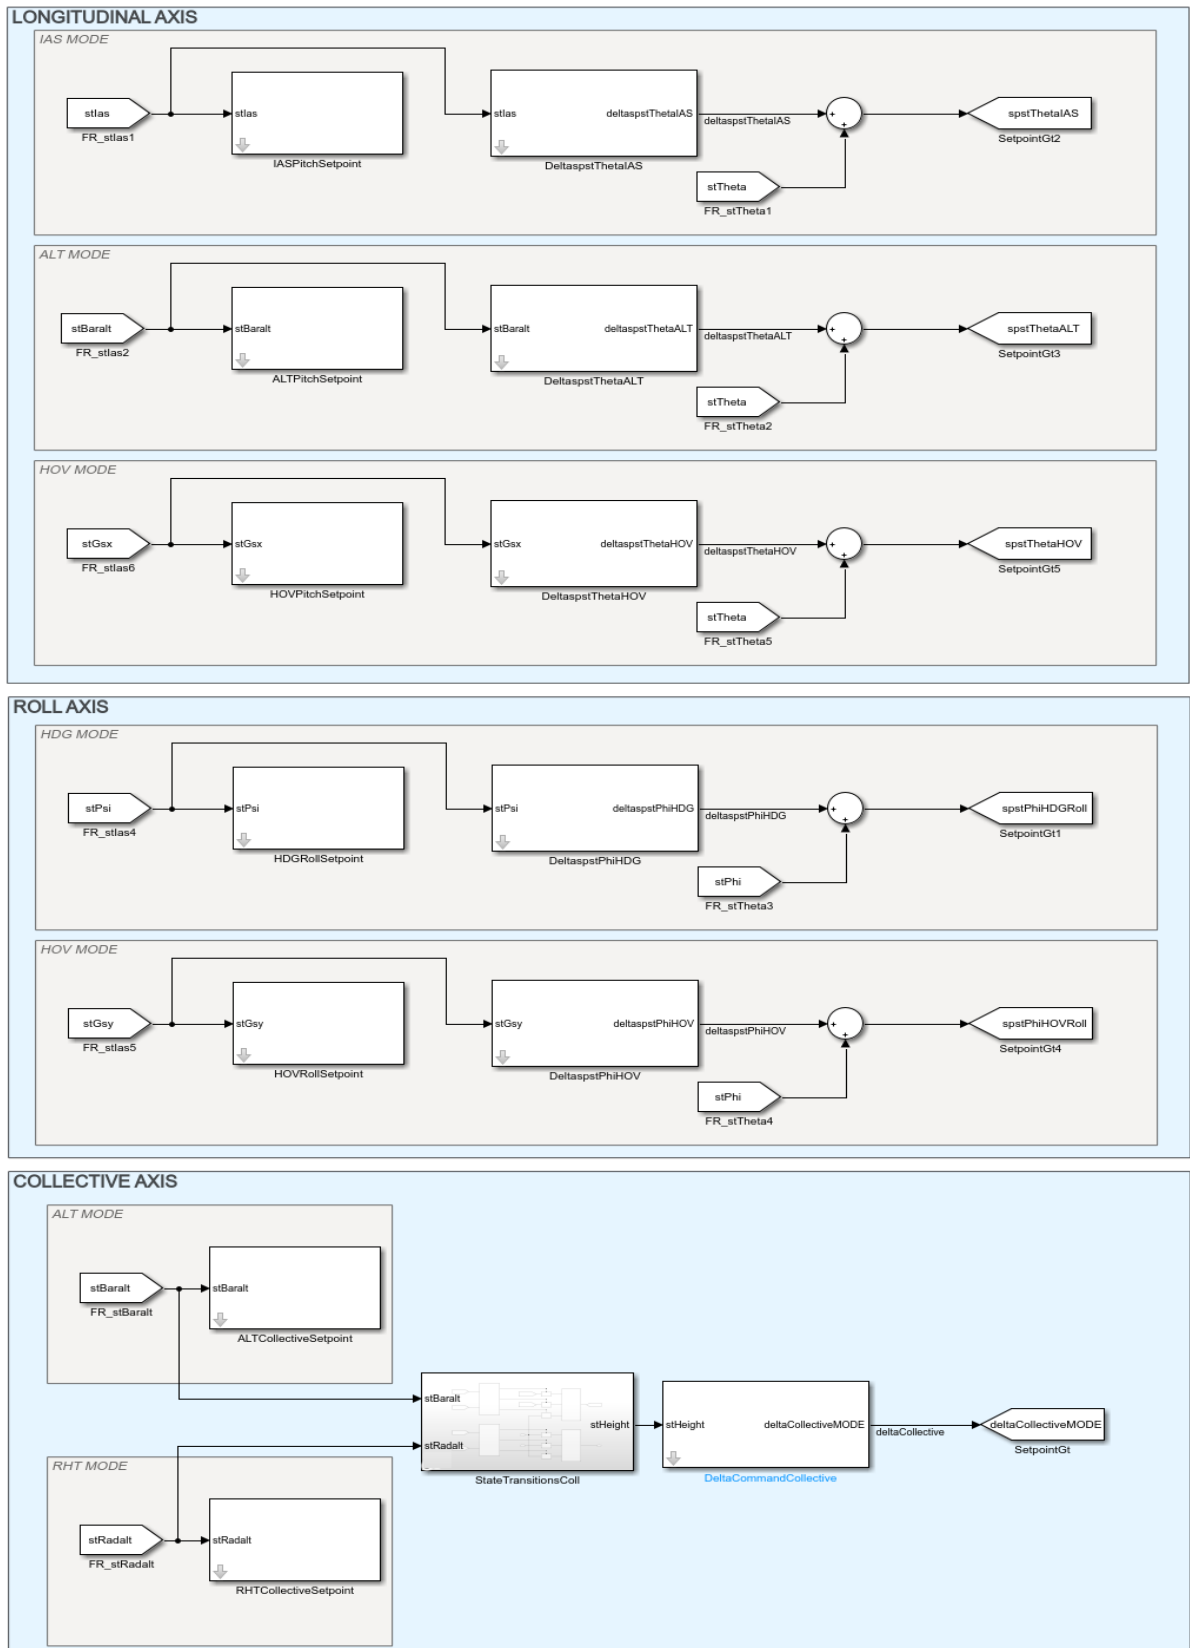 LONGITUDINAL AXIS
IAS MODE
stIas
FR_stIas1
stIas
IASPitchSetpoint
stIas
deltaspstThetaIAS
DeltaspstThetaIAS
deltaspstThetaIAS
+
+
stTheta
FR_stTheta1
spstThetaIAS
SetpointGt2
ALT MODE
stBaralt
FR_stIas2
stBaralt
ALTPitchSetpoint
stBaralt
deltaspstThetaALT
DeltaspstThetaALT
deltaspstThetaALT
+
+
stTheta
FR_stTheta2
spstThetaALT
SetpointGt3
HOV MODE
stGsx
FR_stIas6
stGsx
HOVPitchSetpoint
stGsx
deltaspstThetaHOV
DeltaspstThetaHOV
deltaspstThetaHOV
+
+
stTheta
FR_stTheta5
spstThetaHOV
SetpointGt5
ROLL AXIS
HDG MODE
stPsi
FR_stIas4
stPsi
HDGRollSetpoint
stPsi
deltaspstPhiHDG
DeltaspstPhiHDG
deltaspstPhiHDG
+
+
stPhi
FR_stTheta3
spstPhiHDGRoll
SetpointGt1
HOV MODE
stGsy
FR_stIas5
stGsy
HOVRollSetpoint
stGsy
deltaspstPhiHOV
DeltaspstPhiHOV
deltaspstPhiHOV
+
+
stPhi
FR_stTheta4
spstPhiHOVRoll
SetpointGt4
COLLECTIVE AXIS
ALT MODE
stBaralt
FR_stBaralt
stBaralt
ALTCollectiveSetpoint
stBaralt
stRadalt
stHeight
StateTransitionsColl
stHeight
deltaCollectiveMODE
DeltaCommandCollective
deltaCollective
deltaCollectiveMODE
SetpointGt
RHT MODE
stRadalt
FR_stRadalt
stRadalt
RHTCollectiveSetpoint